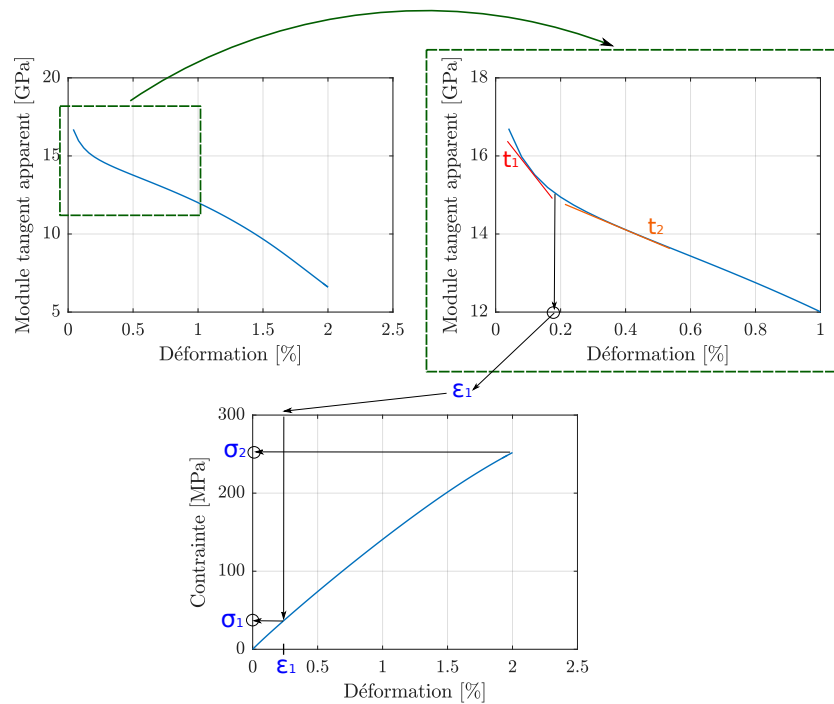 Module tangent apparent [GPa]
20
15
10
5
0
0.5
1
1.5
2
2.5
Déformation [%]
Module tangent apparent [GPa]
18
16
14
12
0
0.2
0.4
0.6
0.8
1
Déformation [%]
t₁
t₂
ε₁
Contrainte [MPa]
300
200
100
0
σ₂
σ₁
0
0.5
1
1.5
2
2.5
ε₁
Déformation [%]